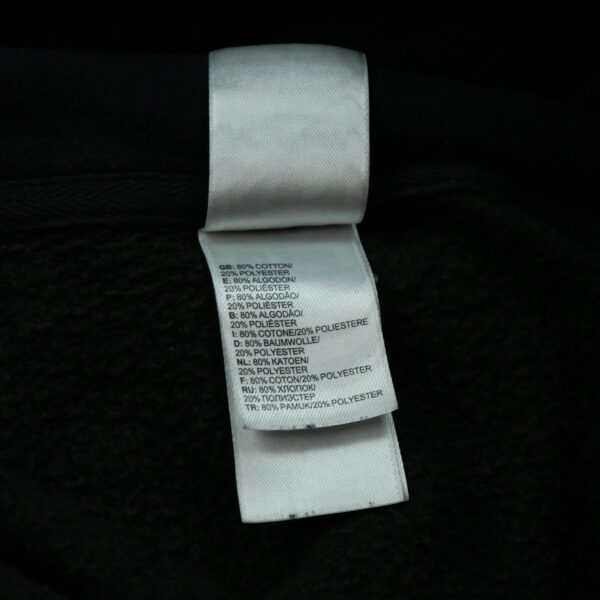 GB: 80% COTTON/
20% POLYESTER
E: 80% ALGODÓN/
20% POLIÉSTER
P: 80% ALGODÃO/
20% POLIÉSTER
B: 80% ALGODÃO/
20% POLIÉSTER
I: 80% COTONE/20% POLIESTERE
D: 80% BAUMWOLLE/
20% POLYESTER
NL: 80% KATOEN/
20% POLYESTER
F: 80% COTON/20% POLYESTER
RU: 80% ХЛОПОК/
20% ПОЛИЭСТЕР
TR: 80% PAMUK/20% POLYESTER